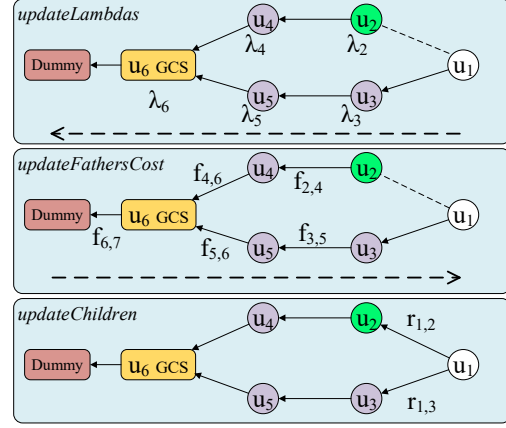 updateLambdas
u4 u2
λ4 λ2
Dummy u6 GCS u1
λ6 λ5 u5 λ3 u3
updateFathersCost
u4 u2
f4,6 f2,4
Dummy u6 GCS u1
f6,7 f5,6 u5 f3,5 u3
updateChildren
u4 u2 r1,2
Dummy u6 GCS u1
u5 u3 r1,3